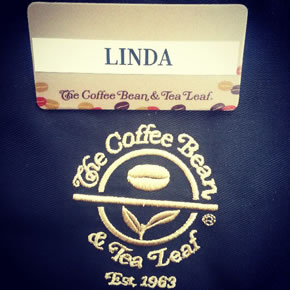 LINDA
The Coffee Bean & Tea Leaf.
The Coffee Bean
& Tea Leaf
®
Est. 1963